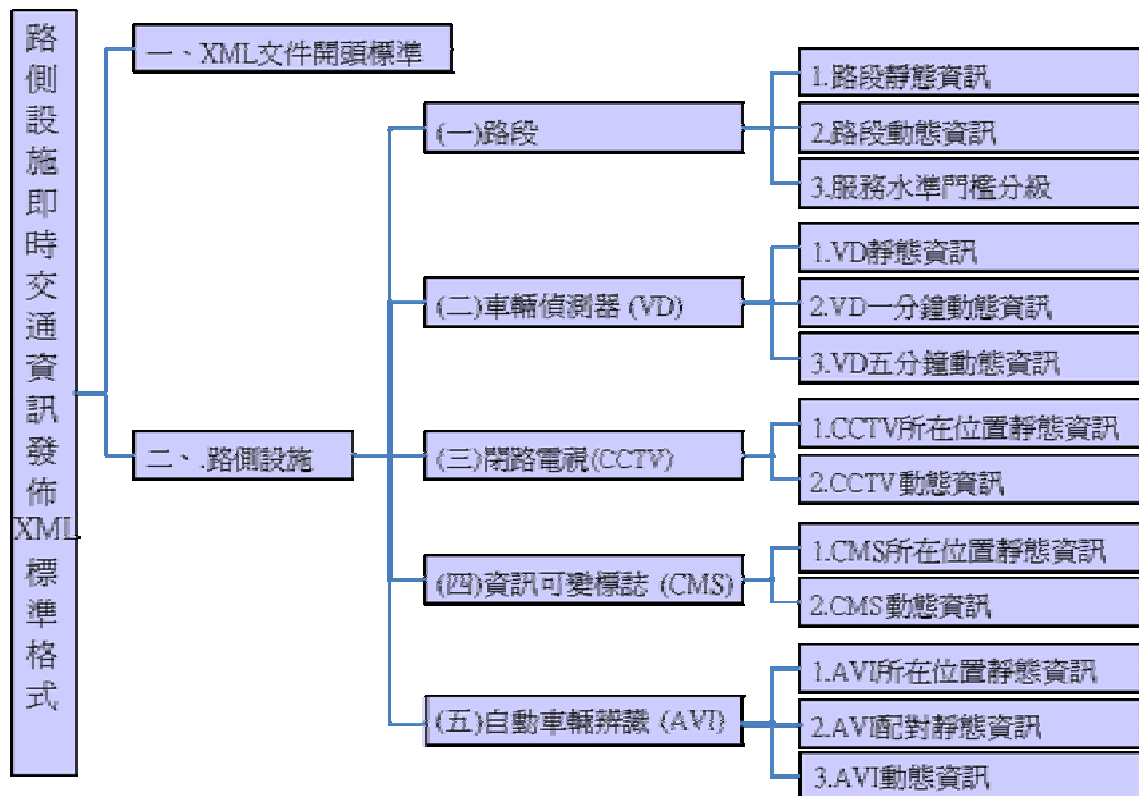 路側設施即時交通資訊發佈XML標準格式
一、XML文件開頭標準
二、.路側設施
(一)路段
1.路段靜態資訊
2.路段動態資訊
3.服務水準門檻分級
(二)車輛偵測器 (VD)
1.VD靜態資訊
2.VD一分鐘動態資訊
3.VD五分鐘動態資訊
(三)閉路電視(CCTV)
1.CCTV所在位置靜態資訊
2.CCTV動態資訊
(四)資訊可變標誌 (CMS)
1.CMS所在位置靜態資訊
2.CMS動態資訊
(五)自動車輛辨識 (AVI)
1.AVI所在位置靜態資訊
2.AVI配對靜態資訊
3.AVI動態資訊